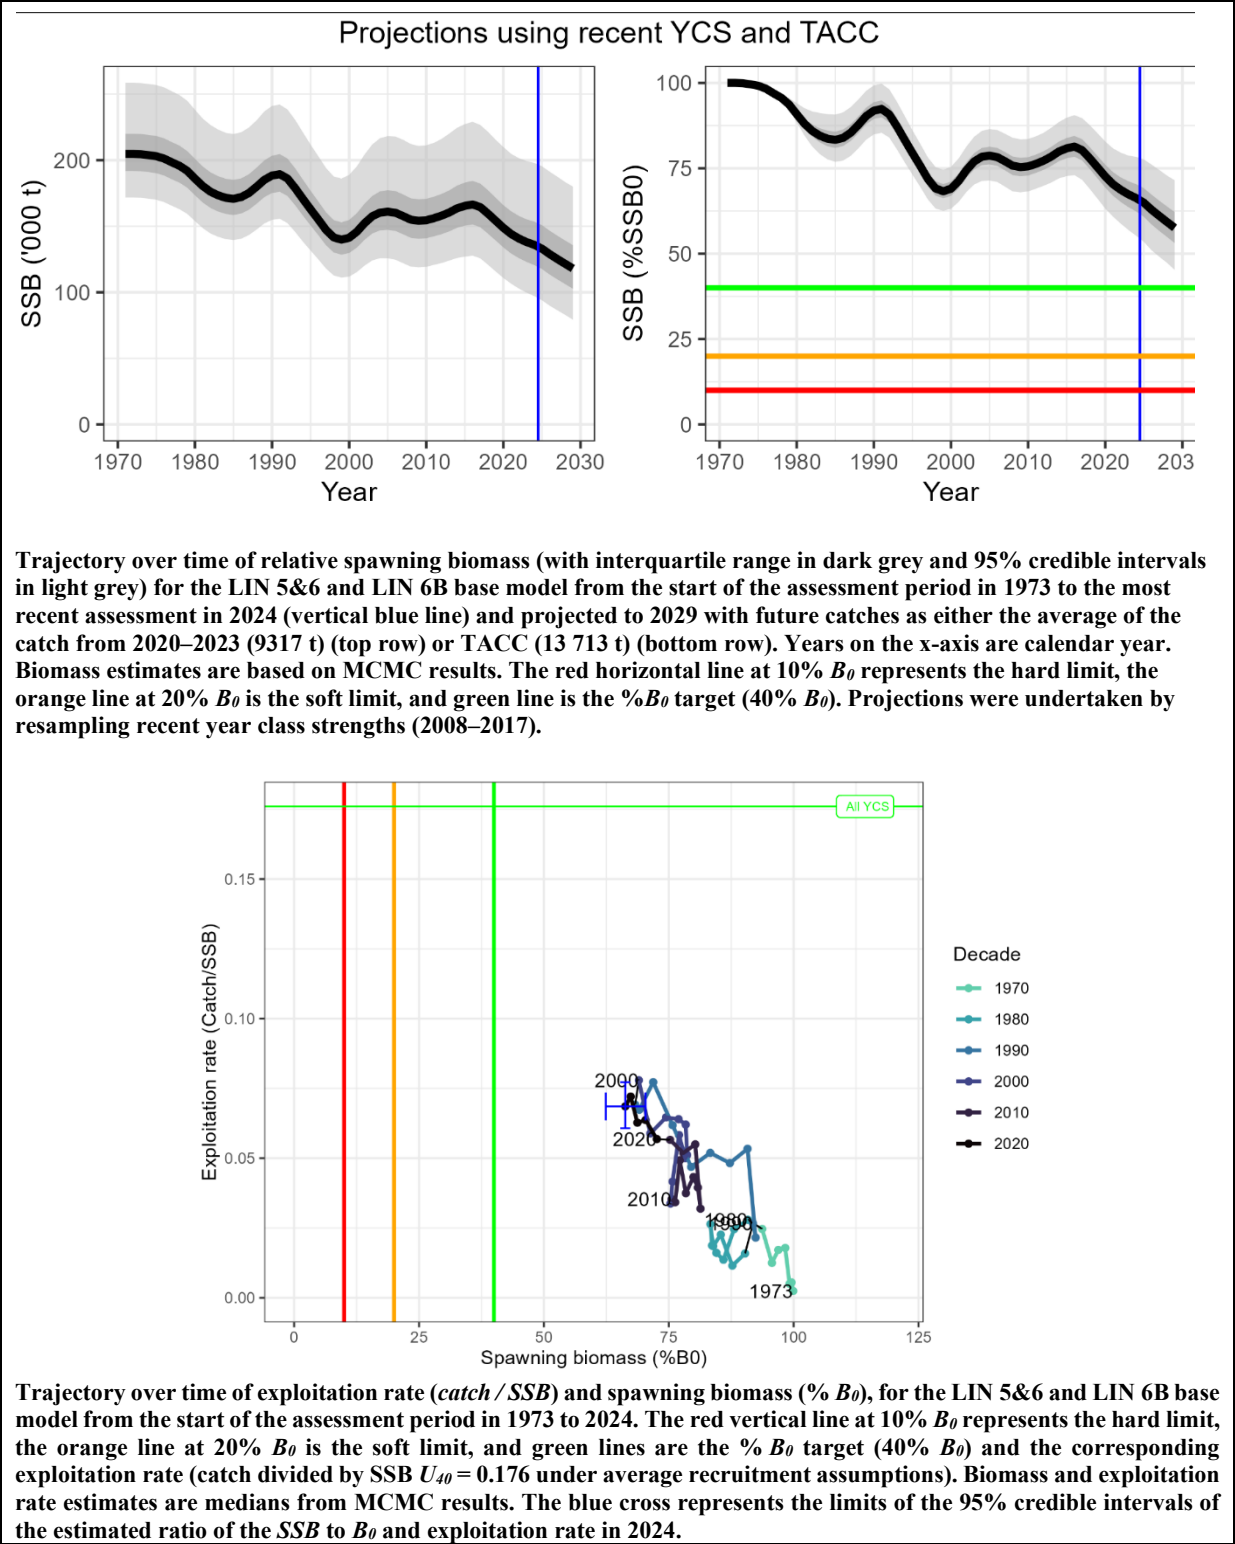 Projections using recent YCS and TACC
SSB ('000 t)
200
100
0
1970 1980 1990 2000 2010 2020 2030
Year
SSB (%SSB0)
100
75
50
25
0
1970 1980 1990 2000 2010 2020 203
Year
Trajectory over time of relative spawning biomass (with interquartile range in dark grey and 95% credible intervals
in light grey) for the LIN 5&6 and LIN 6B base model from the start of the assessment period in 1973 to the most
recent assessment in 2024 (vertical blue line) and projected to 2029 with future catches as either the average of the
catch from 2020–2023 (9317 t) (top row) or TACC (13 713 t) (bottom row). Years on the x-axis are calendar year.
Biomass estimates are based on MCMC results. The red horizontal line at 10% B0 represents the hard limit, the
orange line at 20% B0 is the soft limit, and green line is the %B0 target (40% B0). Projections were undertaken by
resampling recent year class strengths (2008–2017).
All YCS
Exploitation rate (Catch/SSB)
0.15
0.10
0.05
0.00
2000
2020
2010
1980
1990
1973
0 25 50 75 100 125
Spawning biomass (%B0)
Decade
1970
1980
1990
2000
2010
2020
Trajectory over time of exploitation rate (catch / SSB) and spawning biomass (% B0), for the LIN 5&6 and LIN 6B base
model from the start of the assessment period in 1973 to 2024. The red vertical line at 10% B0 represents the hard limit,
the orange line at 20% B0 is the soft limit, and green lines are the % B0 target (40% B0) and the corresponding
exploitation rate (catch divided by SSB U40 = 0.176 under average recruitment assumptions). Biomass and exploitation
rate estimates are medians from MCMC results. The blue cross represents the limits of the 95% credible intervals of
the estimated ratio of the SSB to B0 and exploitation rate in 2024.